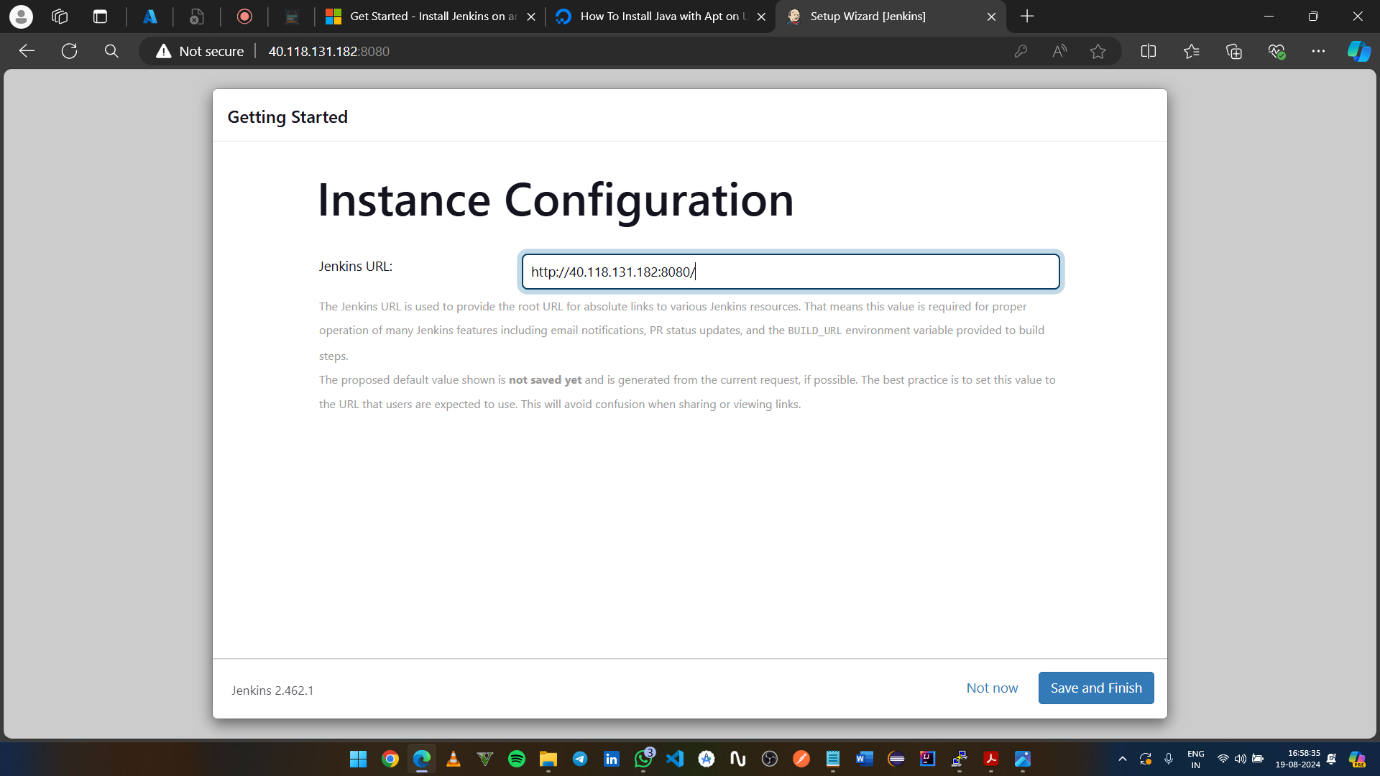 Get Started - Install Jenkins on an
How To Install Java with Apt on U
Setup Wizard [Jenkins]
Not secure
40.118.131.182:8080
Getting Started
Instance Configuration
Jenkins URL:
http://40.118.131.182:8080/
The Jenkins URL is used to provide the root URL for absolute links to various Jenkins resources. That means this value is required for proper
operation of many Jenkins features including email notifications, PR status updates, and the BUILD_URL environment variable provided to build
steps.
The proposed default value shown is not saved yet and is generated from the current request, if possible. The best practice is to set this value to
the URL that users are expected to use. This will avoid confusion when sharing or viewing links.
Jenkins 2.462.1
Not now
Save and Finish
3
ENG
IN
16:58:35
19-08-2024